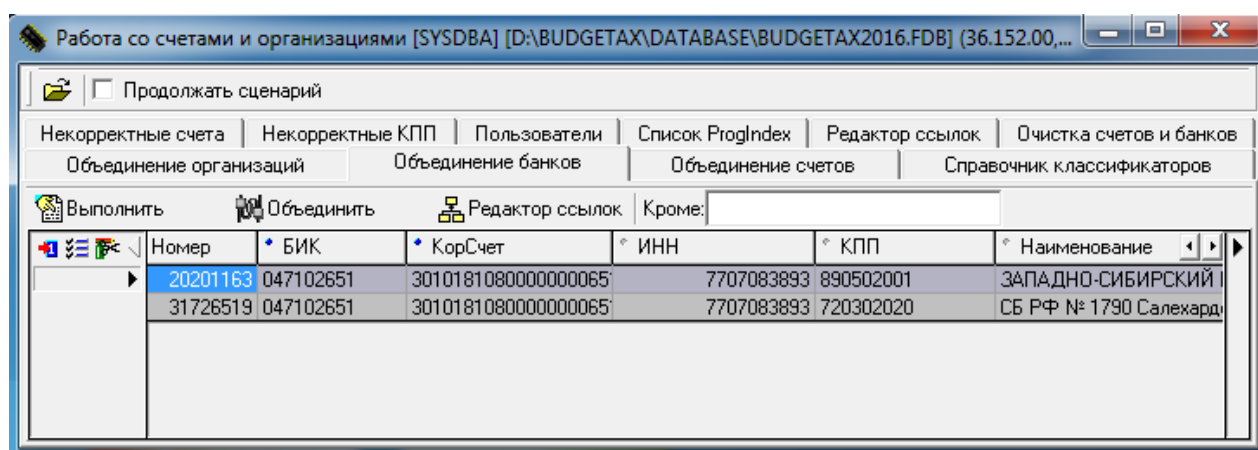 Работа со счетами и организациями [SYSDBA] [D:\BUDGETAX\DATABASE\BUDGETAX2016.FDB] (36.152.00,...
Продолжать сценарий
Некорректные счета Некорректные КПП Пользователи Список ProgIndex Редактор ссылок Очистка счетов и банков
Объединение организаций Объединение банков Объединение счетов Справочник классификаторов
Выполнить Объединить Редактор ссылок Кроме:
Номер БИК КорСчет ИНН КПП Наименование
20201163 047102651 3010181080000000065 7707083893 890502001 ЗАПАДНО-СИБИРСКИЙ
31726519 047102651 3010181080000000065 7707083893 720302020 СБ РФ № 1790 Салехард